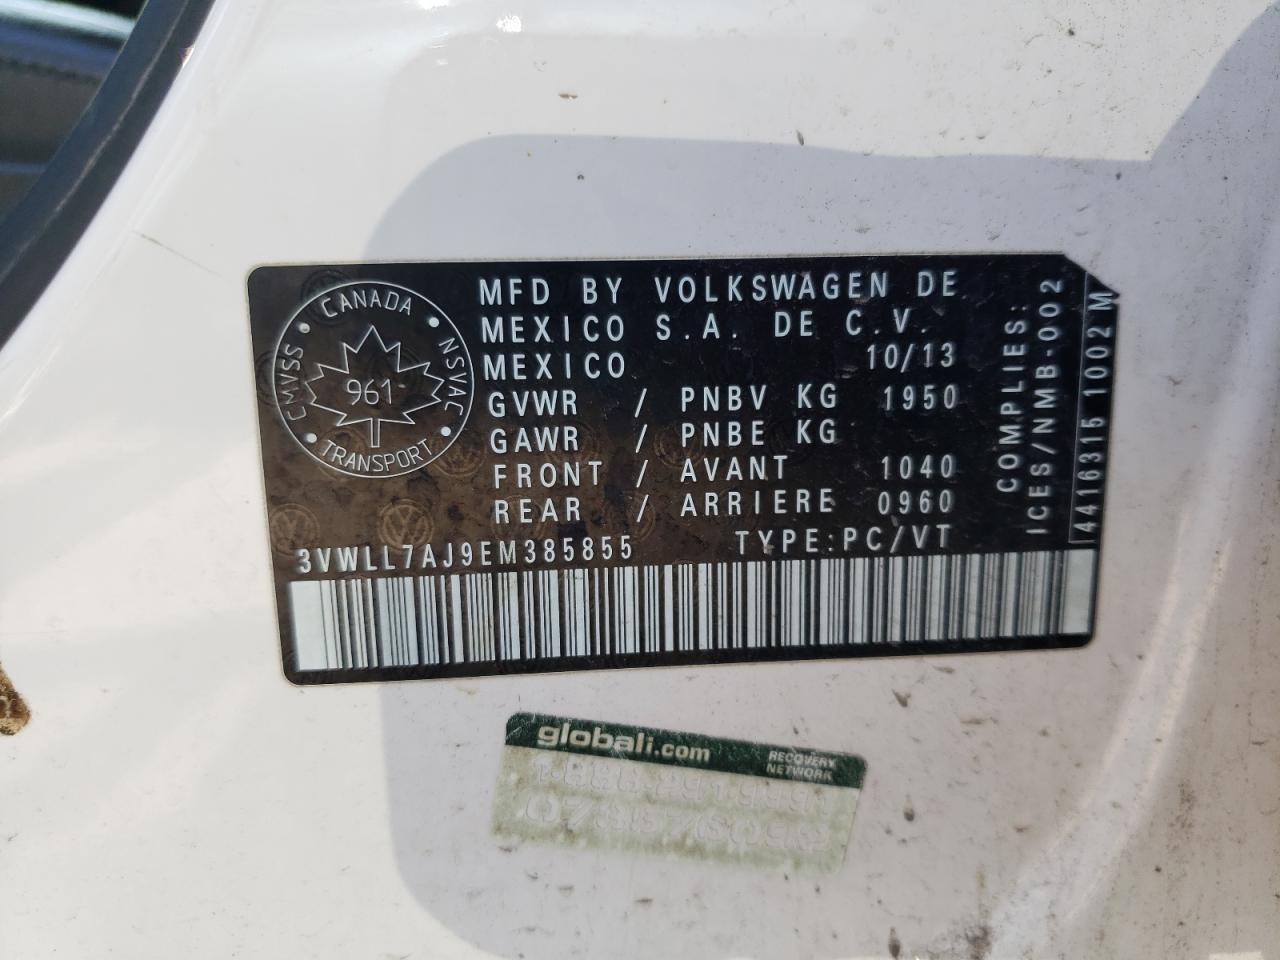 CANADA
CMVSS
NSVAC
961
TRANSPORT
MFD BY VOLKSWAGEN DE
MEXICO S.A. DE C.V.
MEXICO 10/13
GVWR / PNBV KG 1950
GAWR / PNBE KG
FRONT / AVANT 1040
REAR / ARRIERE 0960
3VWLL7AJ9EM385855 TYPE:PC/VT
COMPLIES:
ICES/NMB-002
4416315 1002 M
globali.com
RECOVERY
NETWORK